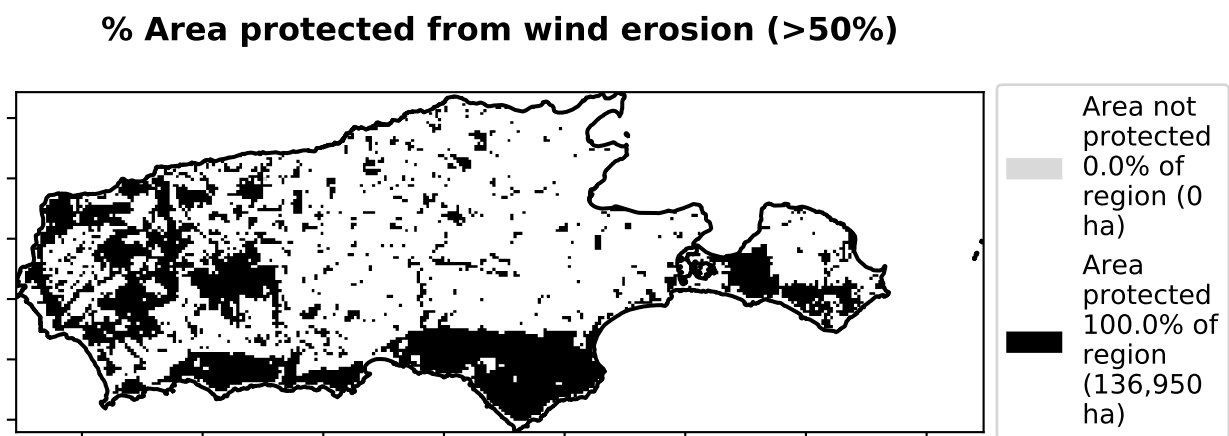 % Area protected from wind erosion (>50%)
Area not
protected
0.0% of
region (0
ha)
Area
protected
100.0% of
region
(136,950
ha)